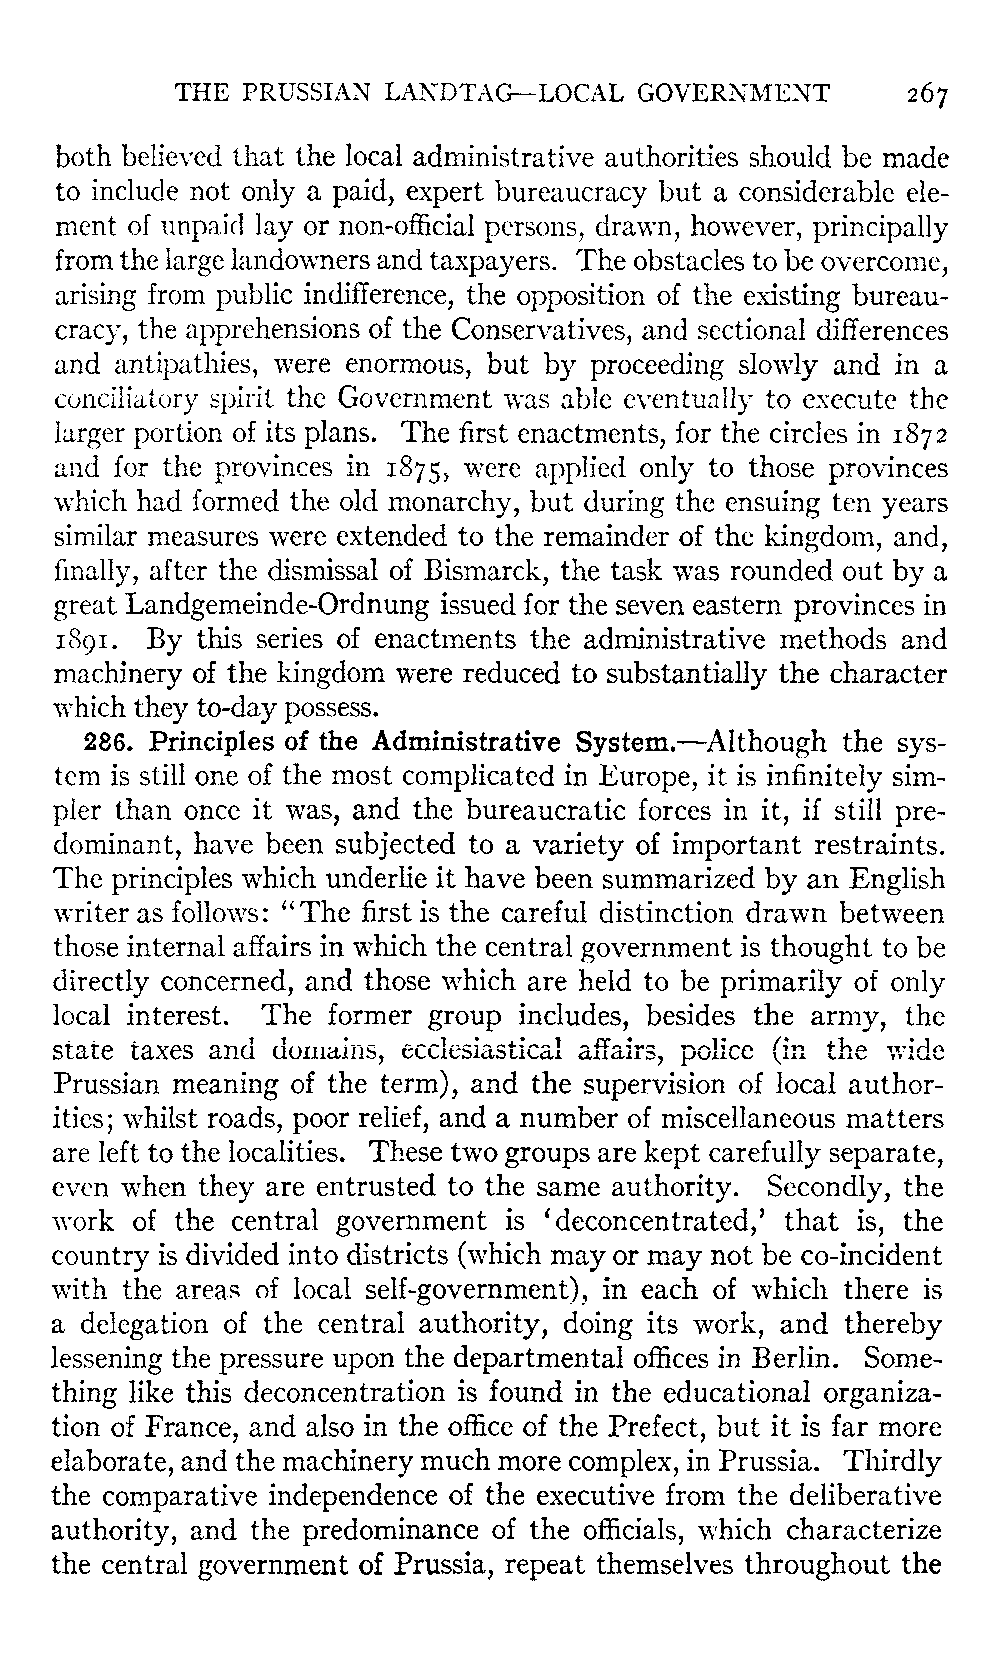 THE PRUSSIAN LANDTAG—LOCAL GOVERNMENT 267
both believed that the local administrative authorities should be made
to include not only a paid, expert bureaucracy but a considerable ele-
ment of unpaid lay or non-official persons, drawn, however, principally
from the large landowners and taxpayers. The obstacles to be overcome,
arising from public indifference, the opposition of the existing bureau-
cracy, the apprehensions of the Conservatives, and sectional differences
and antipathies, were enormous, but by proceeding slowly and in a
conciliatory spirit the Government was able eventually to execute the
larger portion of its plans. The first enactments, for the circles in 1872
and for the provinces in 1875, were applied only to those provinces
which had formed the old monarchy, but during the ensuing ten years
similar measures were extended to the remainder of the kingdom, and,
finally, after the dismissal of Bismarck, the task was rounded out by a
great Landgemeinde-Ordnung issued for the seven eastern provinces in
1891. By this series of enactments the administrative methods and
machinery of the kingdom were reduced to substantially the character
which they to-day possess.
286. Principles of the Administrative System.—Although the sys-
tem is still one of the most complicated in Europe, it is infinitely sim-
pler than once it was, and the bureaucratic forces in it, if still pre-
dominant, have been subjected to a variety of important restraints.
The principles which underlie it have been summarized by an English
writer as follows: "The first is the careful distinction drawn between
those internal affairs in which the central government is thought to be
directly concerned, and those which are held to be primarily of only
local interest. The former group includes, besides the army, the
state taxes and domains, ecclesiastical affairs, police (in the wide
Prussian meaning of the term), and the supervision of local author-
ities; whilst roads, poor relief, and a number of miscellaneous matters
are left to the localities. These two groups are kept carefully separate,
even when they are entrusted to the same authority. Secondly, the
work of the central government is 'deconcentrated,' that is, the
country is divided into districts (which may or may not be co-incident
with the areas of local self-government), in each of which there is
a delegation of the central authority, doing its work, and thereby
lessening the pressure upon the departmental offices in Berlin. Some-
thing like this deconcentration is found in the educational organiza-
tion of France, and also in the office of the Prefect, but it is far more
elaborate, and the machinery much more complex, in Prussia. Thirdly
the comparative independence of the executive from the deliberative
authority, and the predominance of the officials, which characterize
the central government of Prussia, repeat themselves throughout the